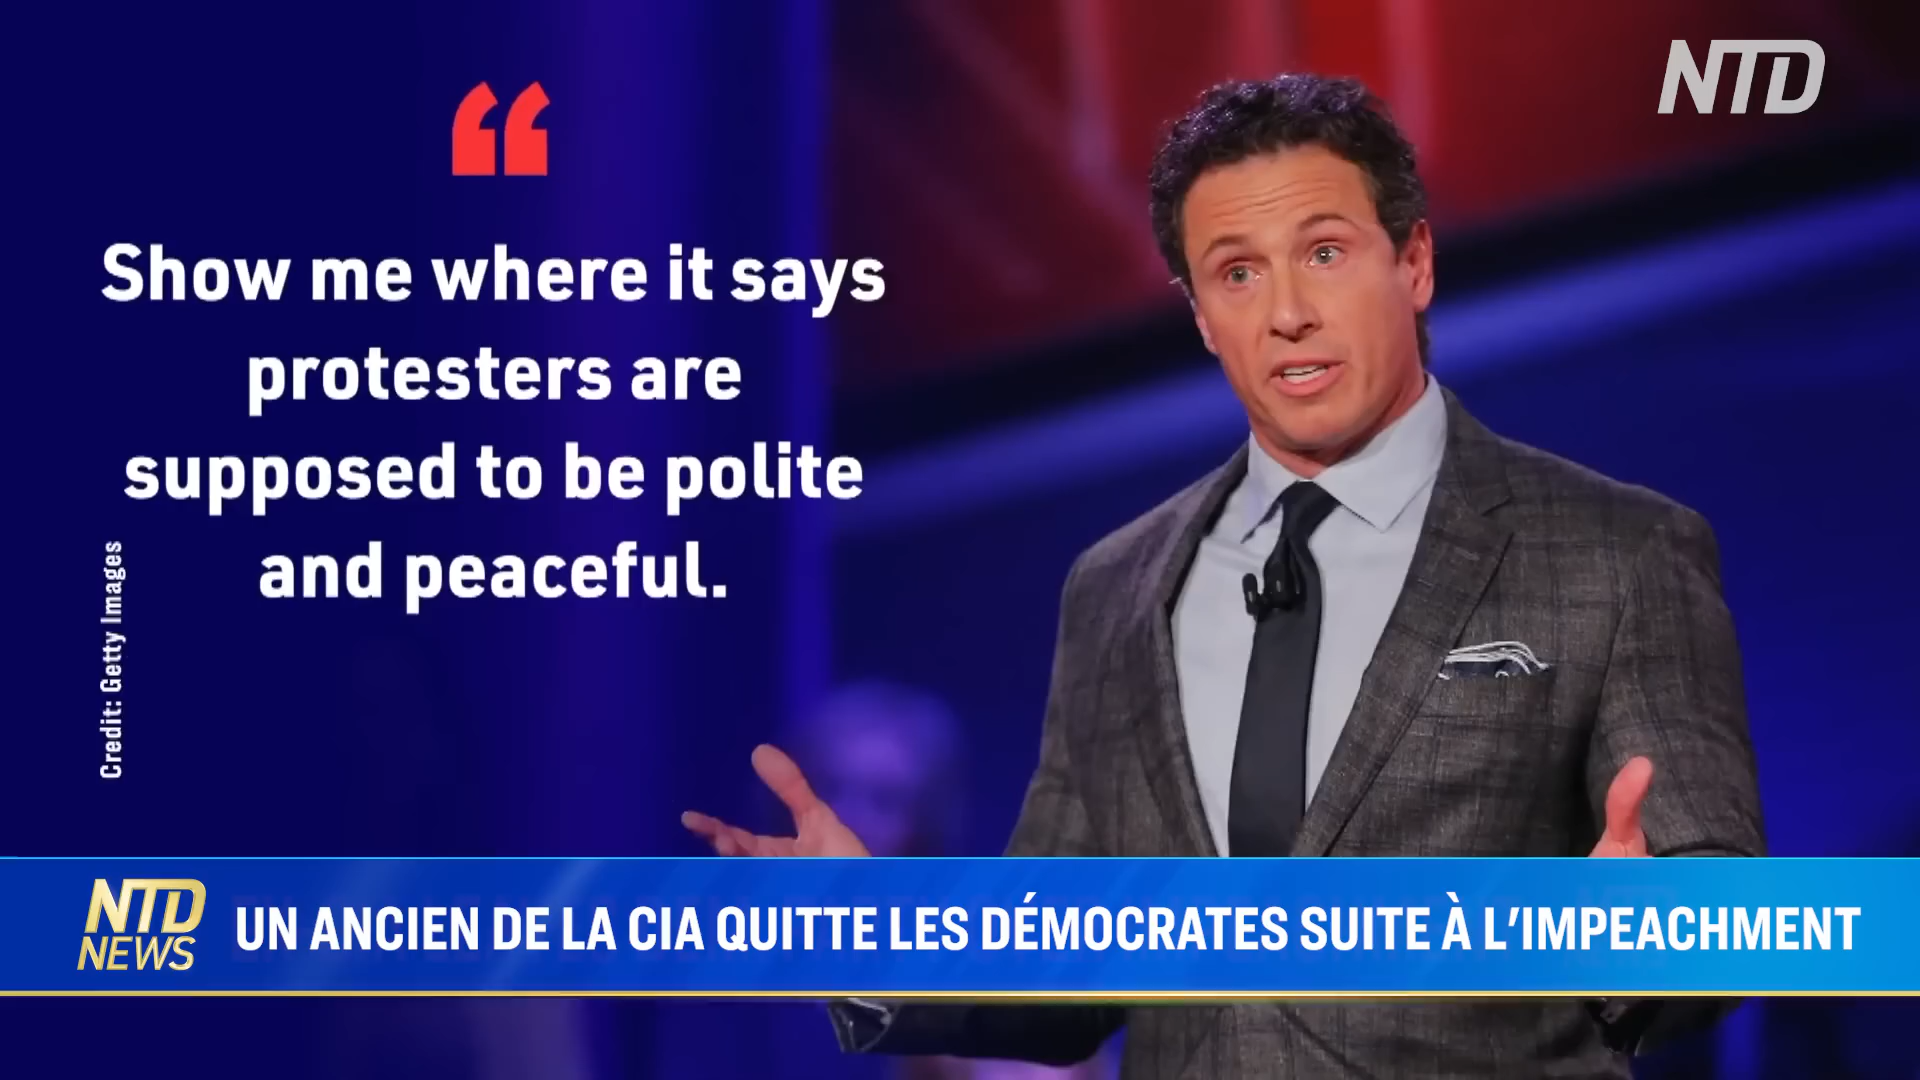 NTD
“
Show me where it says
protesters are
supposed to be polite
and peaceful.
Credit: Getty Images
NTD
NEWS
UN ANCIEN DE LA CIA QUITTE LES DÉMOCRATES SUITE À L’IMPEACHMENT